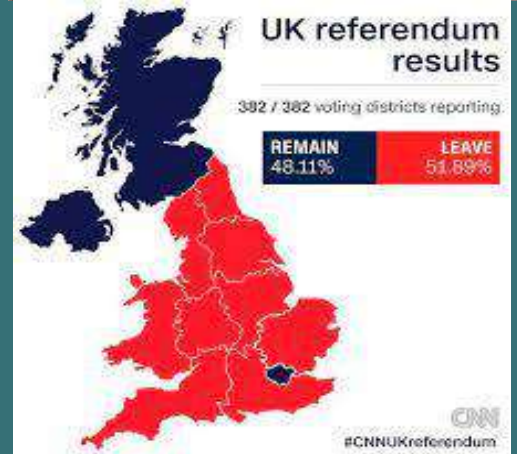 UK referendum
results
382 / 382 voting districts reporting
REMAIN
48.11%
LEAVE
51.89%
CNN
#CNNUKreferendum